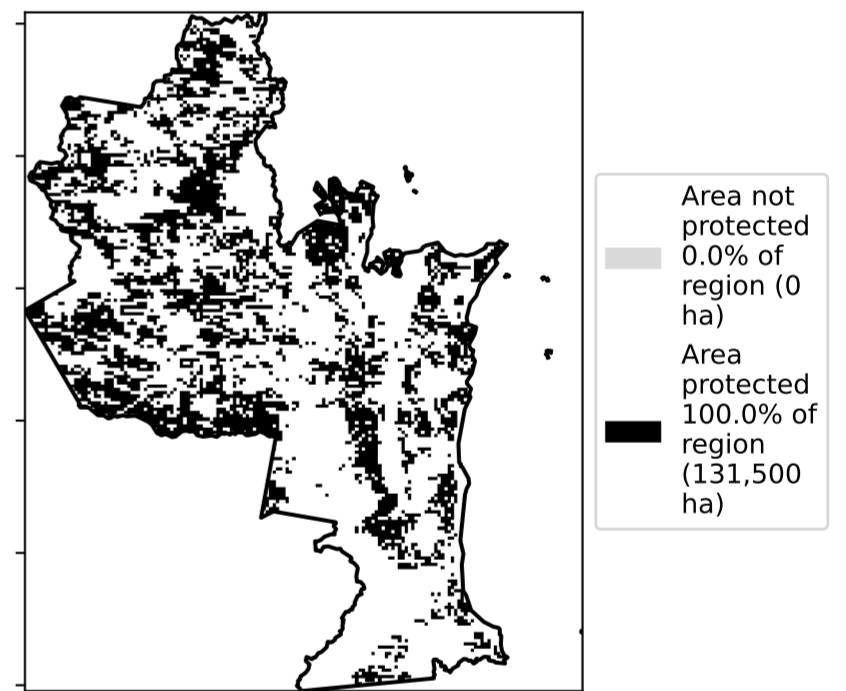 Area not
protected
0.0% of
region (0
ha)
Area
protected
100.0% of
region
(131,500
ha)